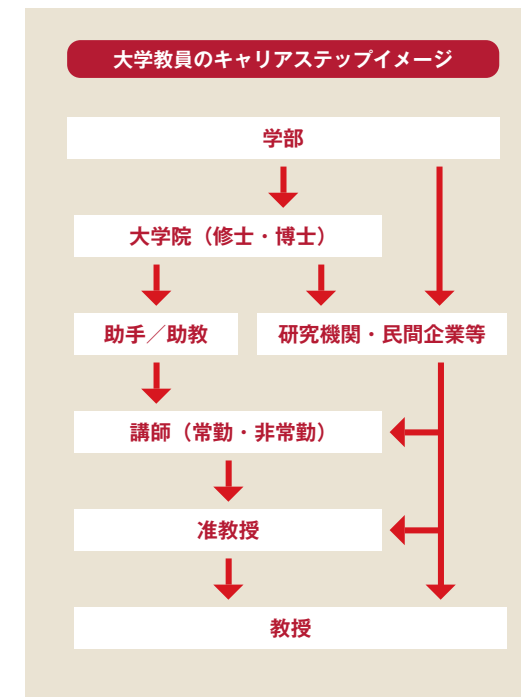 大学教員のキャリアステップイメージ
学部
大学院（修士・博士）
助手／助教
研究機関・民間企業等
講師（常勤・非常勤）
准教授
教授